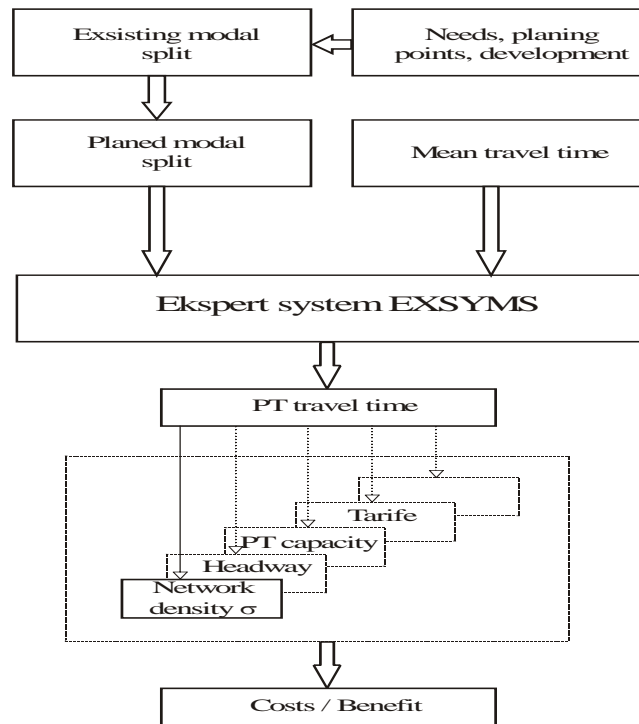 Exsisting modal
split
Needs, planing
points, development
Planed modal
split
Mean travel time
Ekspert system EXSYMS
PT travel time
Tarife
PT capacity
Headway
Network
density σ
Costs / Benefit